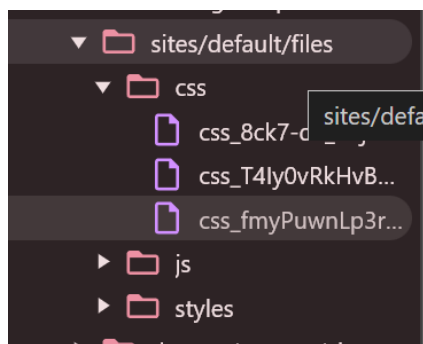 sites/default/files
css
css_8ck7-d
sites/defa
css_T4Iy0vRkHvB...
css_fmyPuwnLp3r...
js
styles